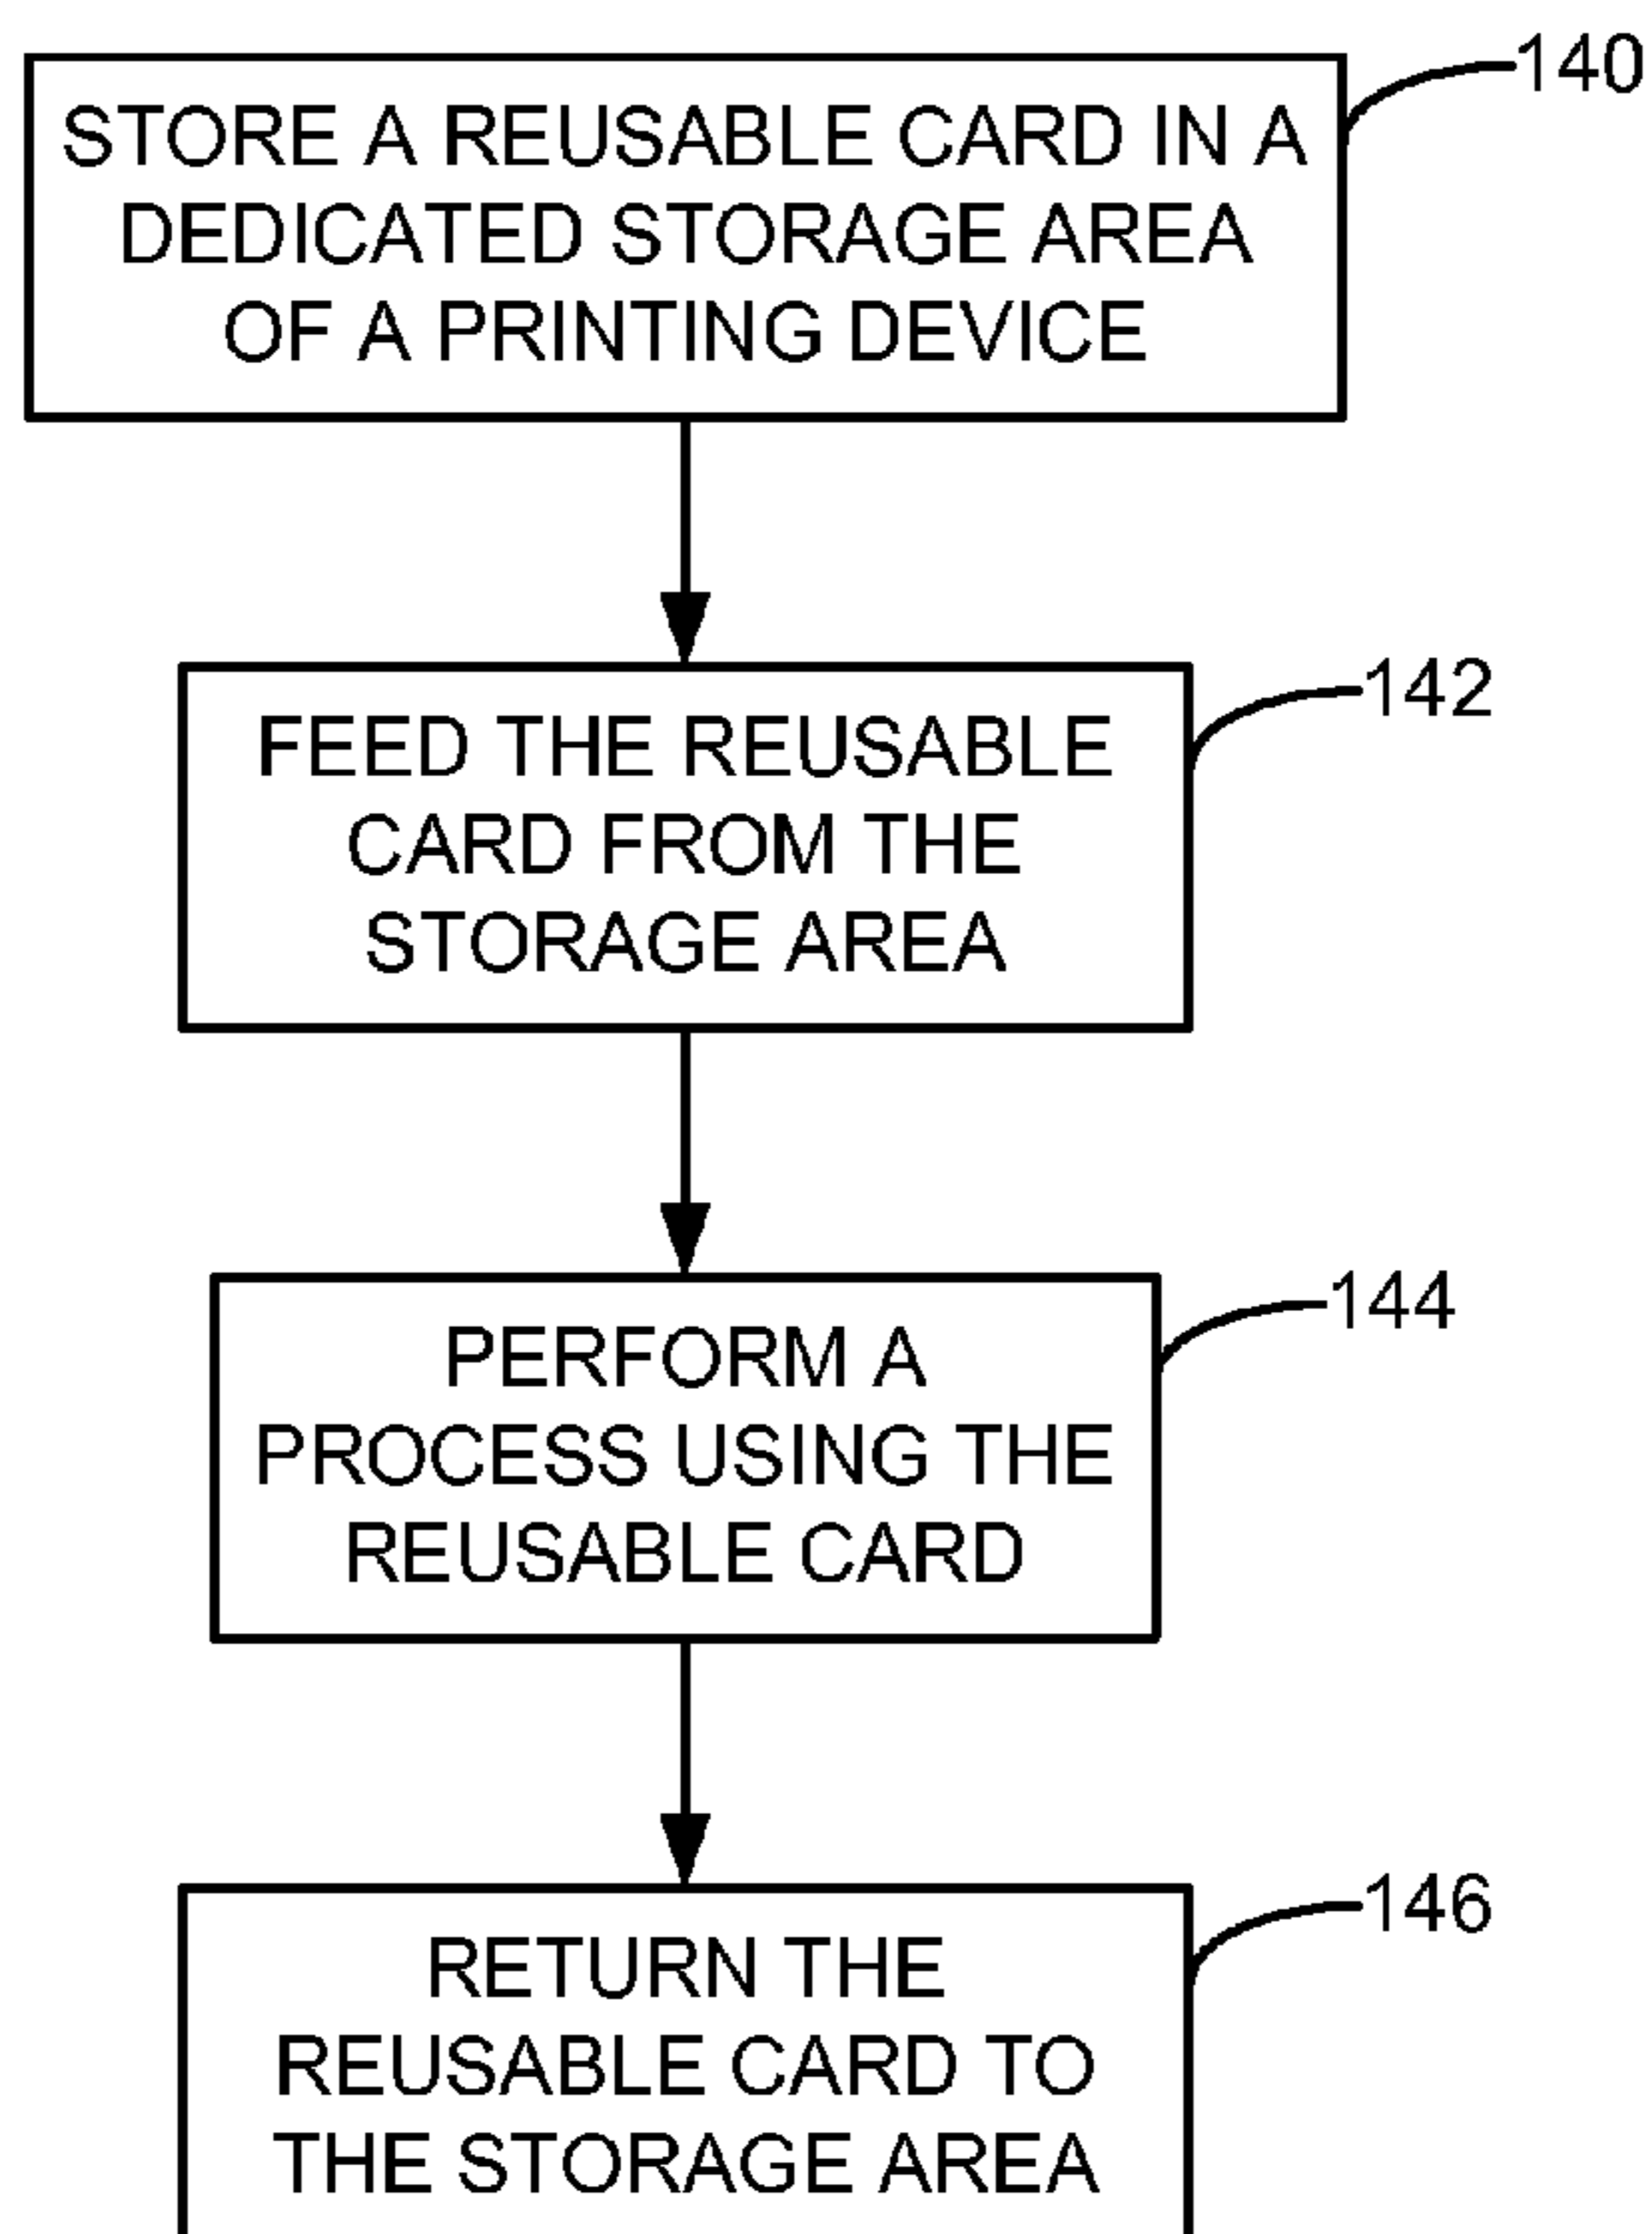 140
STORE A REUSABLE CARD IN A
DEDICATED STORAGE AREA
OF A PRINTING DEVICE
142
FEED THE REUSABLE
CARD FROM THE
STORAGE AREA
144
PERFORM A
PROCESS USING THE
REUSABLE CARD
146
RETURN THE
REUSABLE CARD TO
THE STORAGE AREA